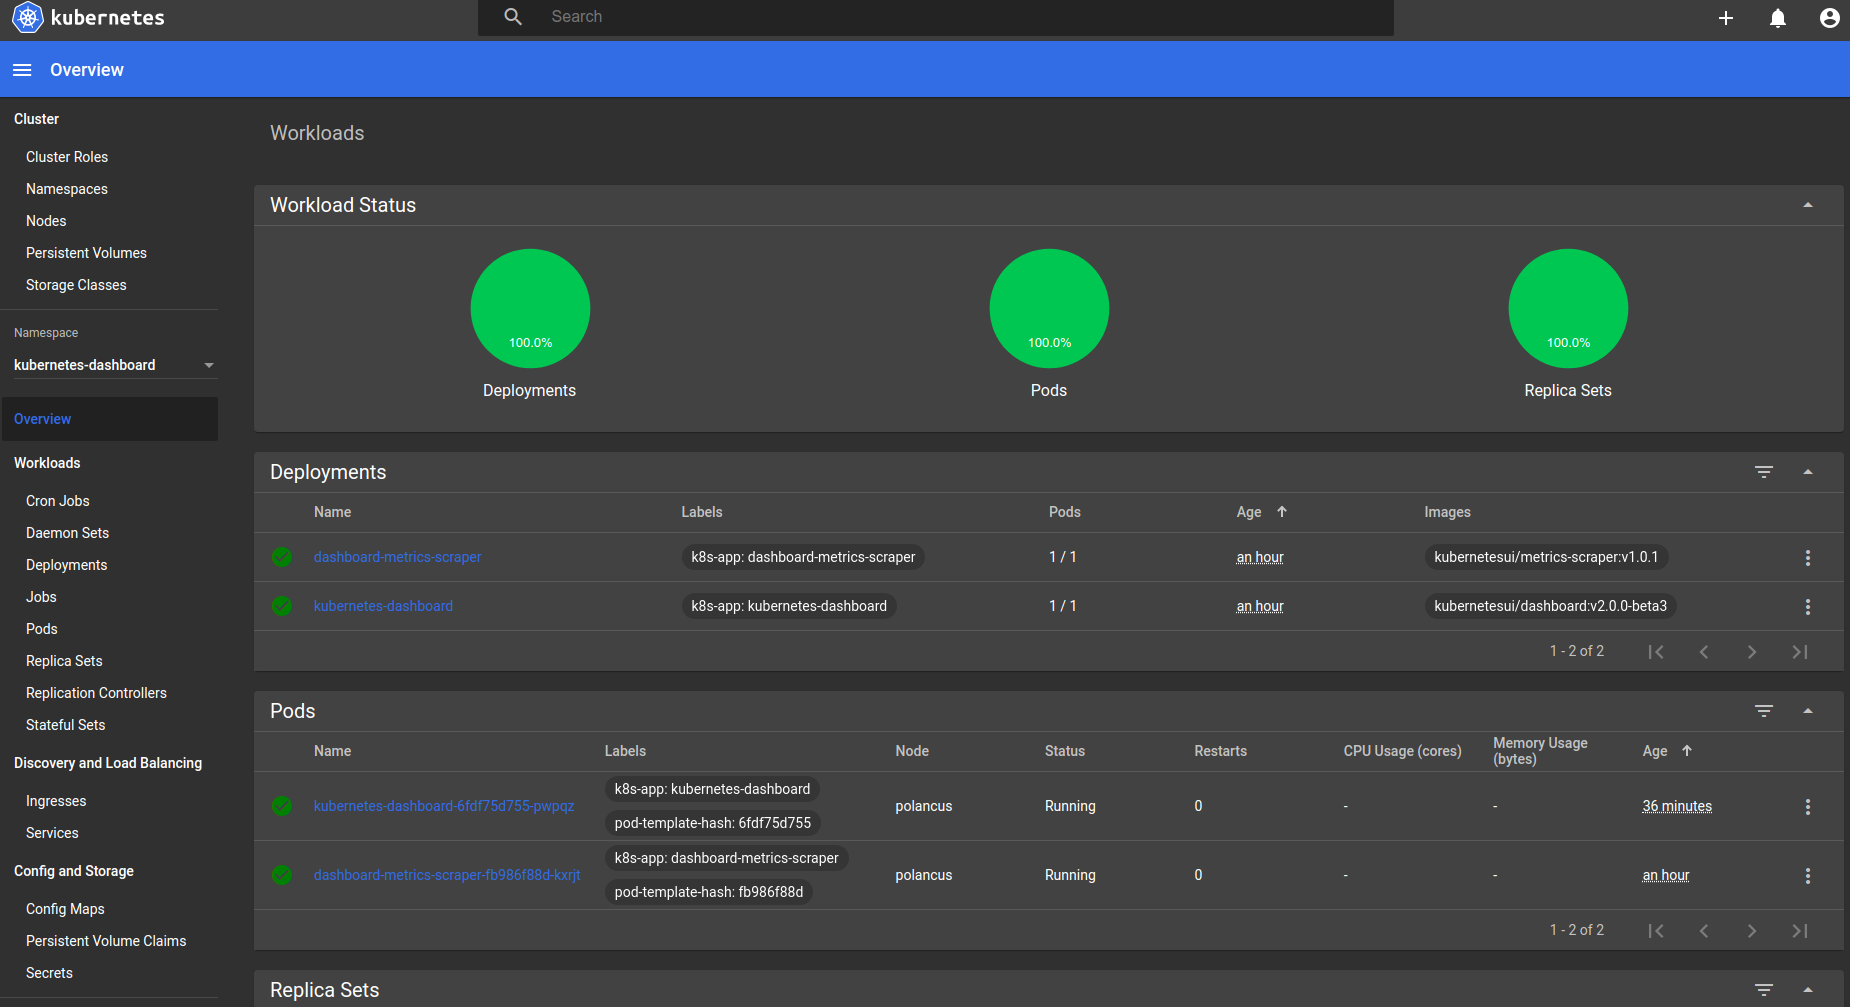 kubernetes
Search
Overview
Cluster
Cluster Roles
Namespaces
Nodes
Persistent Volumes
Storage Classes
Namespace
kubernetes-dashboard
Overview
Workloads
Cron Jobs
Daemon Sets
Deployments
Jobs
Pods
Replica Sets
Replication Controllers
Stateful Sets
Discovery and Load Balancing
Ingresses
Services
Config and Storage
Config Maps
Persistent Volume Claims
Secrets
Workloads
Workload Status
100.0% 100.0% 100.0%
Deployments Pods Replica Sets
Deployments
Name Labels Pods Age Images
dashboard-metrics-scraper k8s-app: dashboard-metrics-scraper 1 / 1 an hour kubernetesui/metrics-scraper:v1.0.1
kubernetes-dashboard k8s-app: kubernetes-dashboard 1 / 1 an hour kubernetesui/dashboard:v2.0.0-beta3
1 - 2 of 2
Pods
Name Labels Node Status Restarts CPU Usage (cores) Memory Usage (bytes) Age
kubernetes-dashboard-6fdf75d755-pwpqz k8s-app: kubernetes-dashboard polancus Running 0 - - 36 minutes
pod-template-hash: 6fdf75d755
dashboard-metrics-scraper-fb986f88d-kxrjt k8s-app: dashboard-metrics-scraper polancus Running 0 - - an hour
pod-template-hash: fb986f88d
1 - 2 of 2
Replica Sets